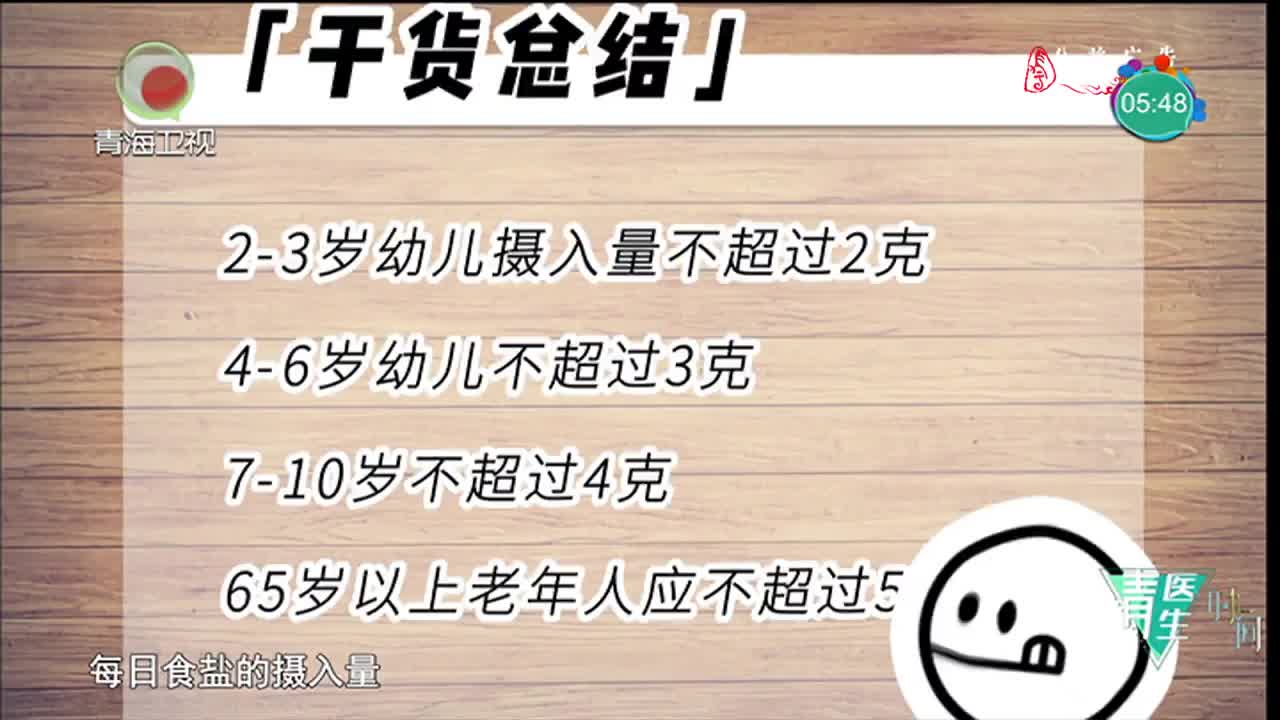 「干货总结」
05:48
青海卫视
2-3岁幼儿摄入量不超过2克
4-6岁幼儿不超过3克
7-10岁不超过4克
65岁以上老年人应不超过5
青医生
时间
每日食盐的摄入量